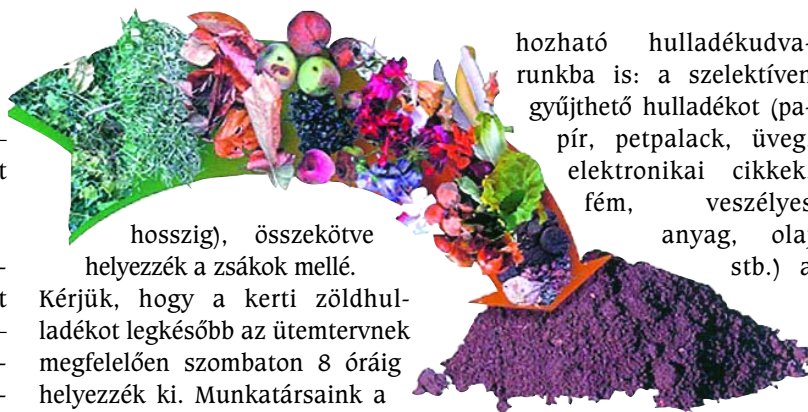 –
t
-
t
–
-
-
hosszig), összekötve
helyezzék a zsákok mellé.
Kérjük, hogy a kerti zöldhul-
ladékot legkésőbb az ütemtervnek
megfelelően szombaton 8 óráig
helyezzék ki. Munkatársaink a
hozható hulladékudva-
runkba is: a szelektíven
gyűjthető hulladékot (pa-
pír, petpalack, üveg,
elektronikai cikkek,
fém, veszélyes
anyag, olaj
stb.) a